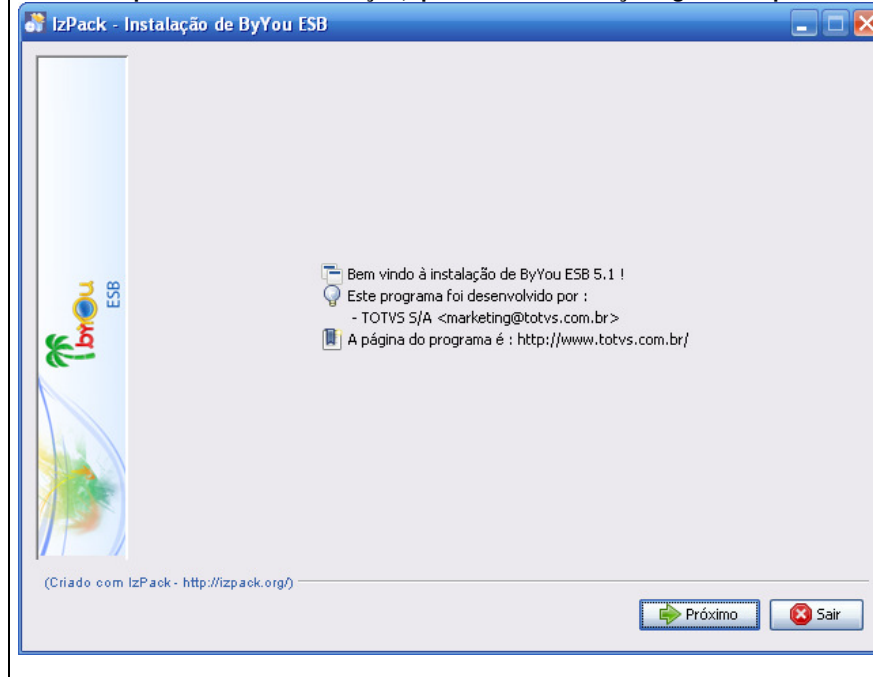 IzPack - Instalação de ByYou ESB
byYou
ESB
Bem vindo à instalação de ByYou ESB 5.1 !
Este programa foi desenvolvido por :
- TOTVS S/A <marketing@totvs.com.br>
A página do programa é : http://www.totvs.com.br/
(Criado com IzPack - http://izpack.org/)
Próximo
Sair